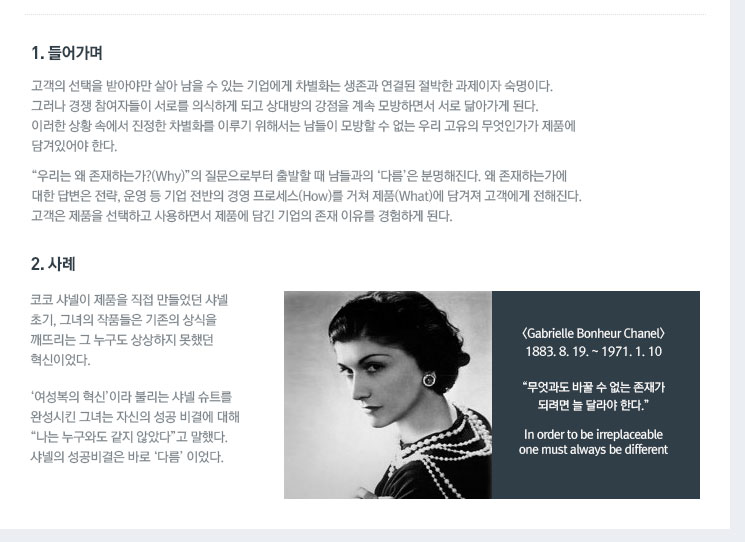 1. 들어가며
고객의 선택을 받아야만 살아 남을 수 있는 기업에게 차별화는 생존과 연결된 절박한 과제이자 숙명이다.
그러나 경쟁 참여자들이 서로를 의식하게 되고 상대방의 강점을 계속 모방하면서 서로 닮아가게 된다.
이러한 상황 속에서 진정한 차별화를 이루기 위해서는 남들이 모방할 수 없는 우리 고유의 무엇인가가 제품에
담겨있어야 한다.
“우리는 왜 존재하는가?(Why)”의 질문으로부터 출발할 때 남들과의 ‘다름’은 분명해진다. 왜 존재하는가에
대한 답변은 전략, 운영 등 기업 전반의 경영 프로세스(How)를 거쳐 제품(What)에 담겨져 고객에게 전해진다.
고객은 제품을 선택하고 사용하면서 제품에 담긴 기업의 존재 이유를 경험하게 된다.
2. 사례
코코 샤넬이 제품을 직접 만들었던 샤넬
초기, 그녀의 작품들은 기존의 상식을
깨뜨리는 그 누구도 상상하지 못했던
혁신이었다.
‘여성복의 혁신’이라 불리는 샤넬 슈트를
완성시킨 그녀는 자신의 성공 비결에 대해
“나는 누구와도 같지 않았다”고 말했다.
샤넬의 성공비결은 바로 ‘다름’ 이었다.
〈Gabrielle Bonheur Chanel〉
1883. 8. 19. ~ 1971. 1. 10
“무엇과도 바꿀 수 없는 존재가
되려면 늘 달라야 한다.”
In order to be irreplaceable
one must always be different